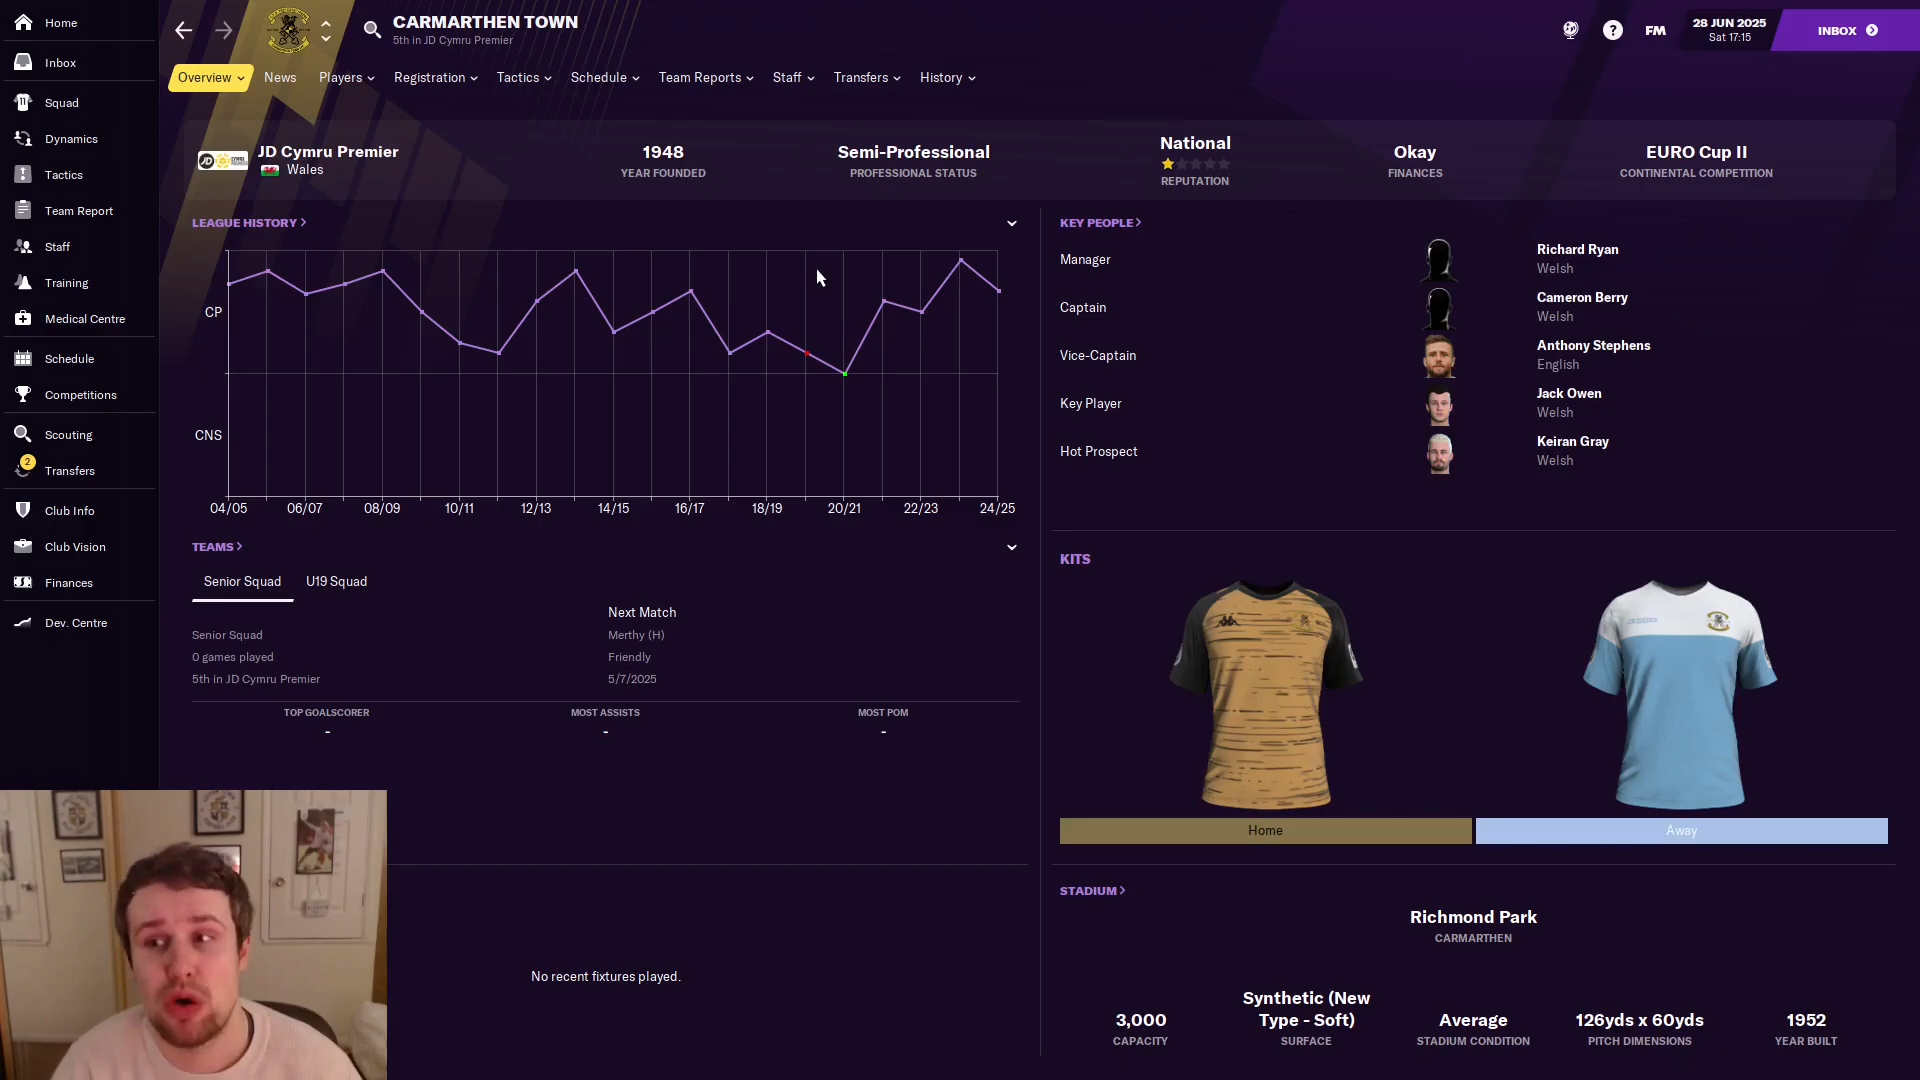 Home
Inbox
Squad
Dynamics
Tactics
Team Report
Staff
Training
Medical Centre
Schedule
Competitions
Scouting
2
Transfers
Club Info
Club Vision
Finances
Dev. Centre
CARMARTHEN TOWN
5th in JD Cymru Premier
FM
28 JUN 2025
Sat 17:15
INBOX
Overview
News
Players
Registration
Tactics
Schedule
Team Reports
Staff
Transfers
History
JD Cymru Premier
Wales
1948
YEAR FOUNDED
Semi-Professional
PROFESSIONAL STATUS
National
REPUTATION
Okay
FINANCES
EURO Cup II
CONTINENTAL COMPETITION
LEAGUE HISTORY
CP
CNS
04/05 06/07 08/09 10/11 12/13 14/15 16/17 18/19 20/21 22/23 24/25
TEAMS
Senior Squad U19 Squad
Next Match
Senior Squad
Merthy (H)
0 games played
Friendly
5th in JD Cymru Premier
5/7/2025
TOP GOALSCORER
-
MOST ASSISTS
-
MOST POM
-
No recent fixtures played.
KEY PEOPLE
Manager
Richard Ryan
Welsh
Captain
Cameron Berry
Welsh
Vice-Captain
Anthony Stephens
English
Key Player
Jack Owen
Welsh
Hot Prospect
Keiran Gray
Welsh
KITS
Home
Away
STADIUM
Richmond Park
CARMARTHEN
3,000
CAPACITY
Synthetic (New
Type - Soft)
SURFACE
Average
STADIUM CONDITION
126yds x 60yds
PITCH DIMENSIONS
1952
YEAR BUILT